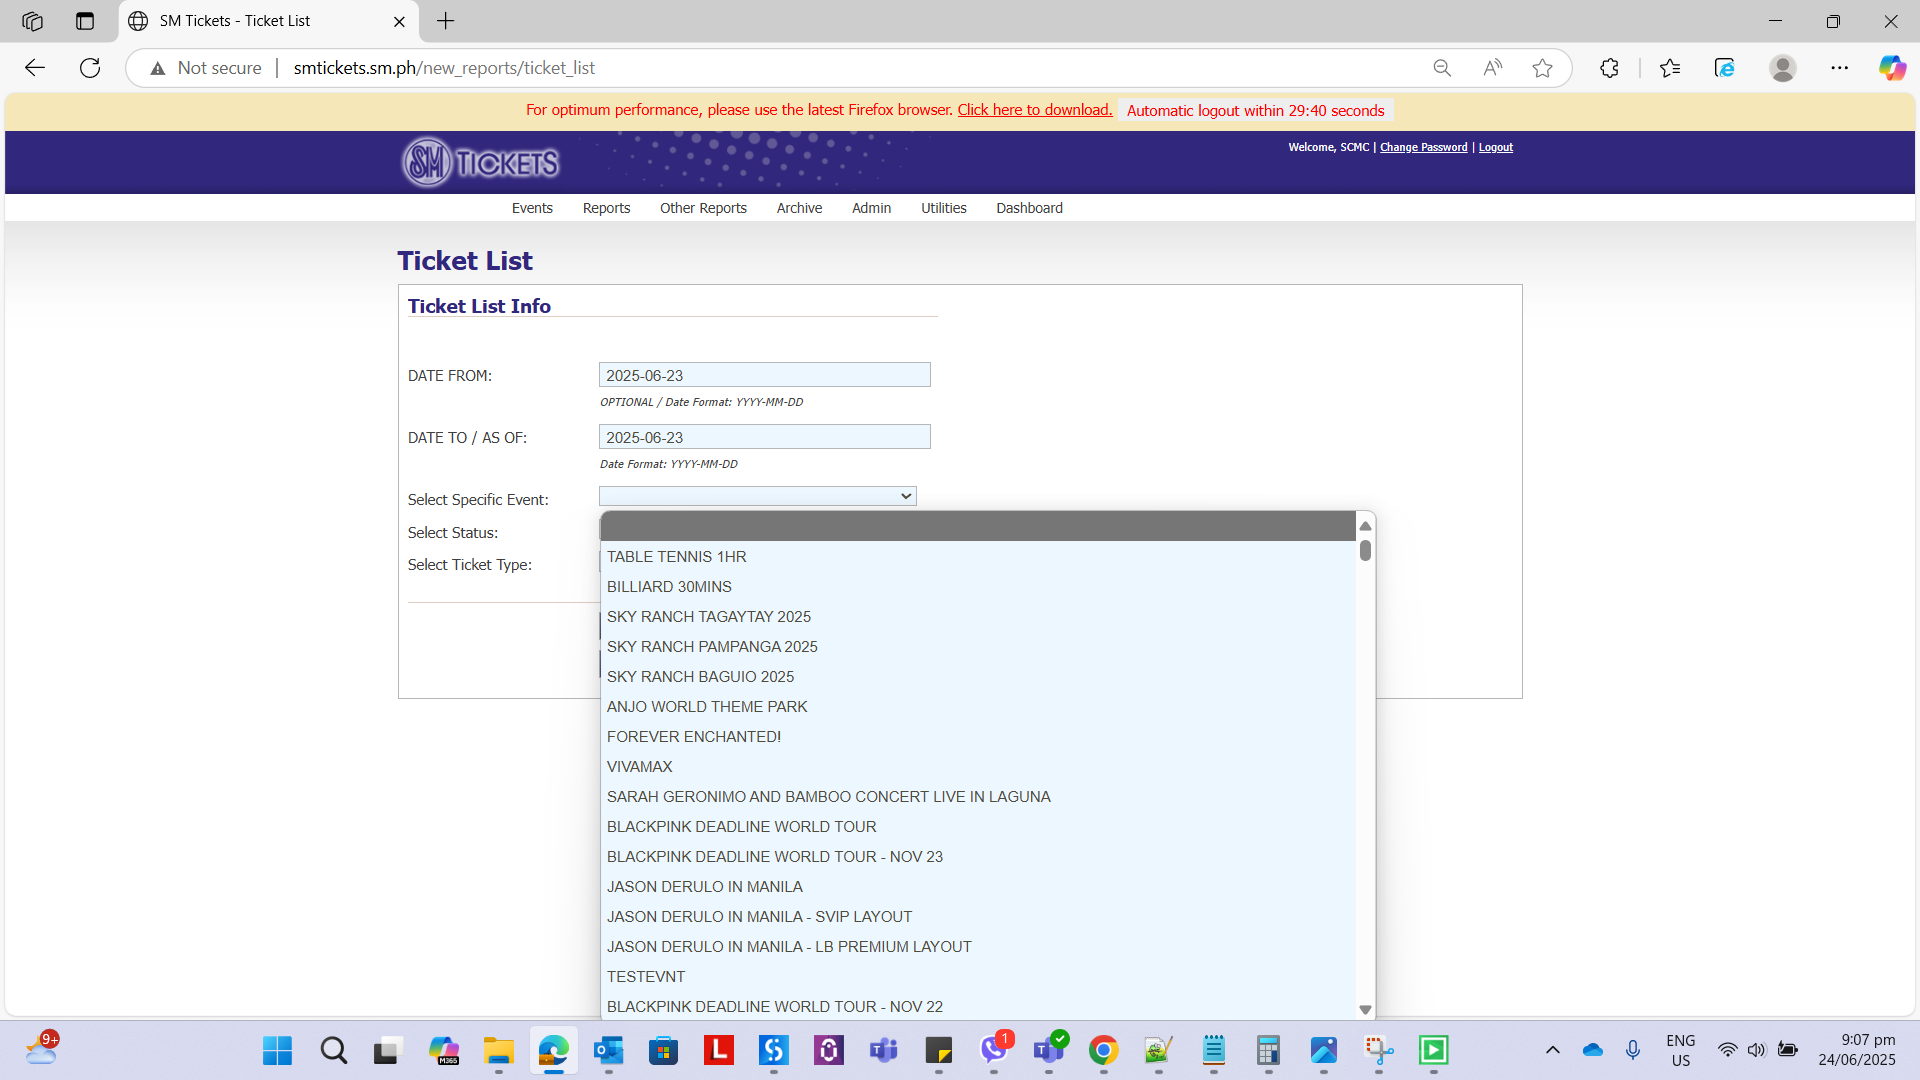 SM Tickets - Ticket List
Not secure
smtickets.sm.ph/new_reports/ticket_list
For optimum performance, please use the latest Firefox browser. Click here to download. Automatic logout within 29:40 seconds
SM TICKETS
Welcome, SCMC | Change Password | Logout
Events Reports Other Reports Archive Admin Utilities Dashboard
Ticket List
Ticket List Info
DATE FROM: 2025-06-23
OPTIONAL / Date Format: YYYY-MM-DD
DATE TO / AS OF: 2025-06-23
Date Format: YYYY-MM-DD
Select Specific Event:
Select Status:
Select Ticket Type:
TABLE TENNIS 1HR
BILLIARD 30MINS
SKY RANCH TAGAYTAY 2025
SKY RANCH PAMPANGA 2025
SKY RANCH BAGUIO 2025
ANJO WORLD THEME PARK
FOREVER ENCHANTED!
VIVAMAX
SARAH GERONIMO AND BAMBOO CONCERT LIVE IN LAGUNA
BLACKPINK DEADLINE WORLD TOUR
BLACKPINK DEADLINE WORLD TOUR - NOV 23
JASON DERULO IN MANILA
JASON DERULO IN MANILA - SVIP LAYOUT
JASON DERULO IN MANILA - LB PREMIUM LAYOUT
TESTEVNT
BLACKPINK DEADLINE WORLD TOUR - NOV 22
9+
M365
L
1
ENG
US
9:07 pm
24/06/2025